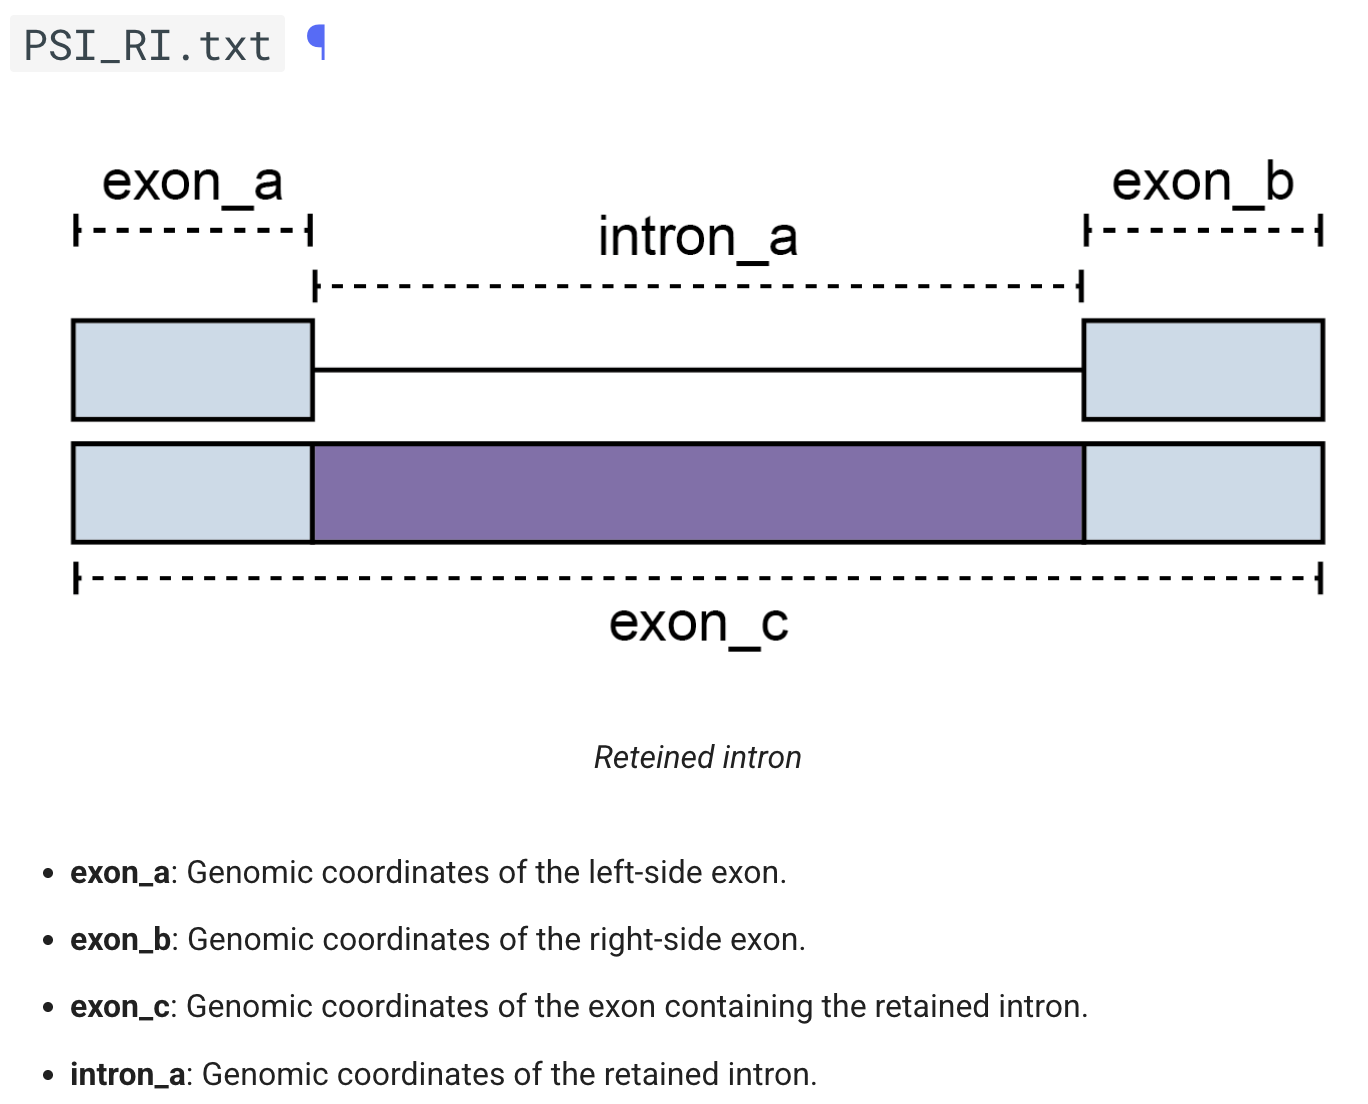 PSI_RI.txt ¶
exon_a
exon_b
intron_a
exon_c
Reteined intron
• exon_a: Genomic coordinates of the left-side exon.
• exon_b: Genomic coordinates of the right-side exon.
• exon_c: Genomic coordinates of the exon containing the retained intron.
• intron_a: Genomic coordinates of the retained intron.